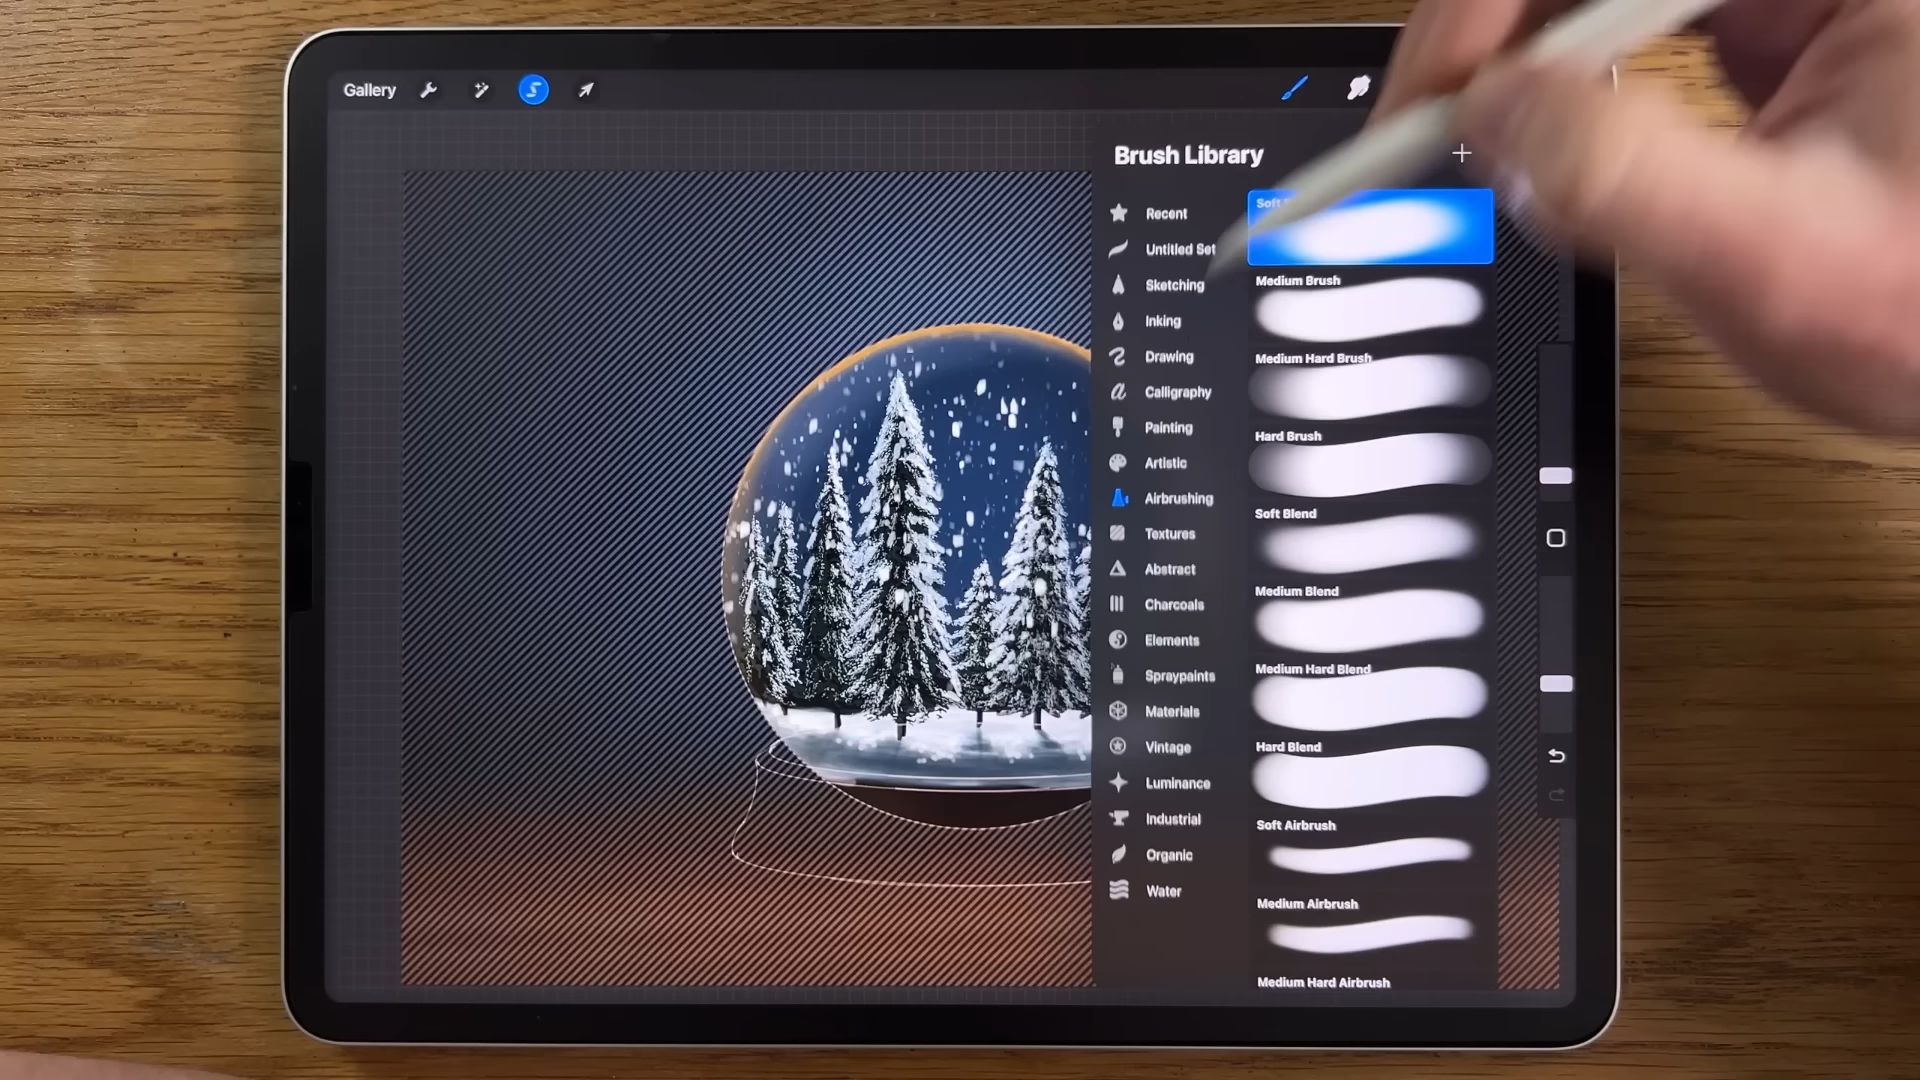 Gallery
Brush Library
Recent
Untitled Set
Sketching
Inking
Drawing
Calligraphy
Painting
Artistic
Airbrushing
Textures
Abstract
Charcoals
Elements
Spraypaints
Materials
Vintage
Luminance
Industrial
Organic
Water
Soft
Medium Brush
Medium Hard Brush
Hard Brush
Soft Blend
Medium Blend
Medium Hard Blend
Hard Blend
Soft Airbrush
Medium Airbrush
Medium Hard Airbrush